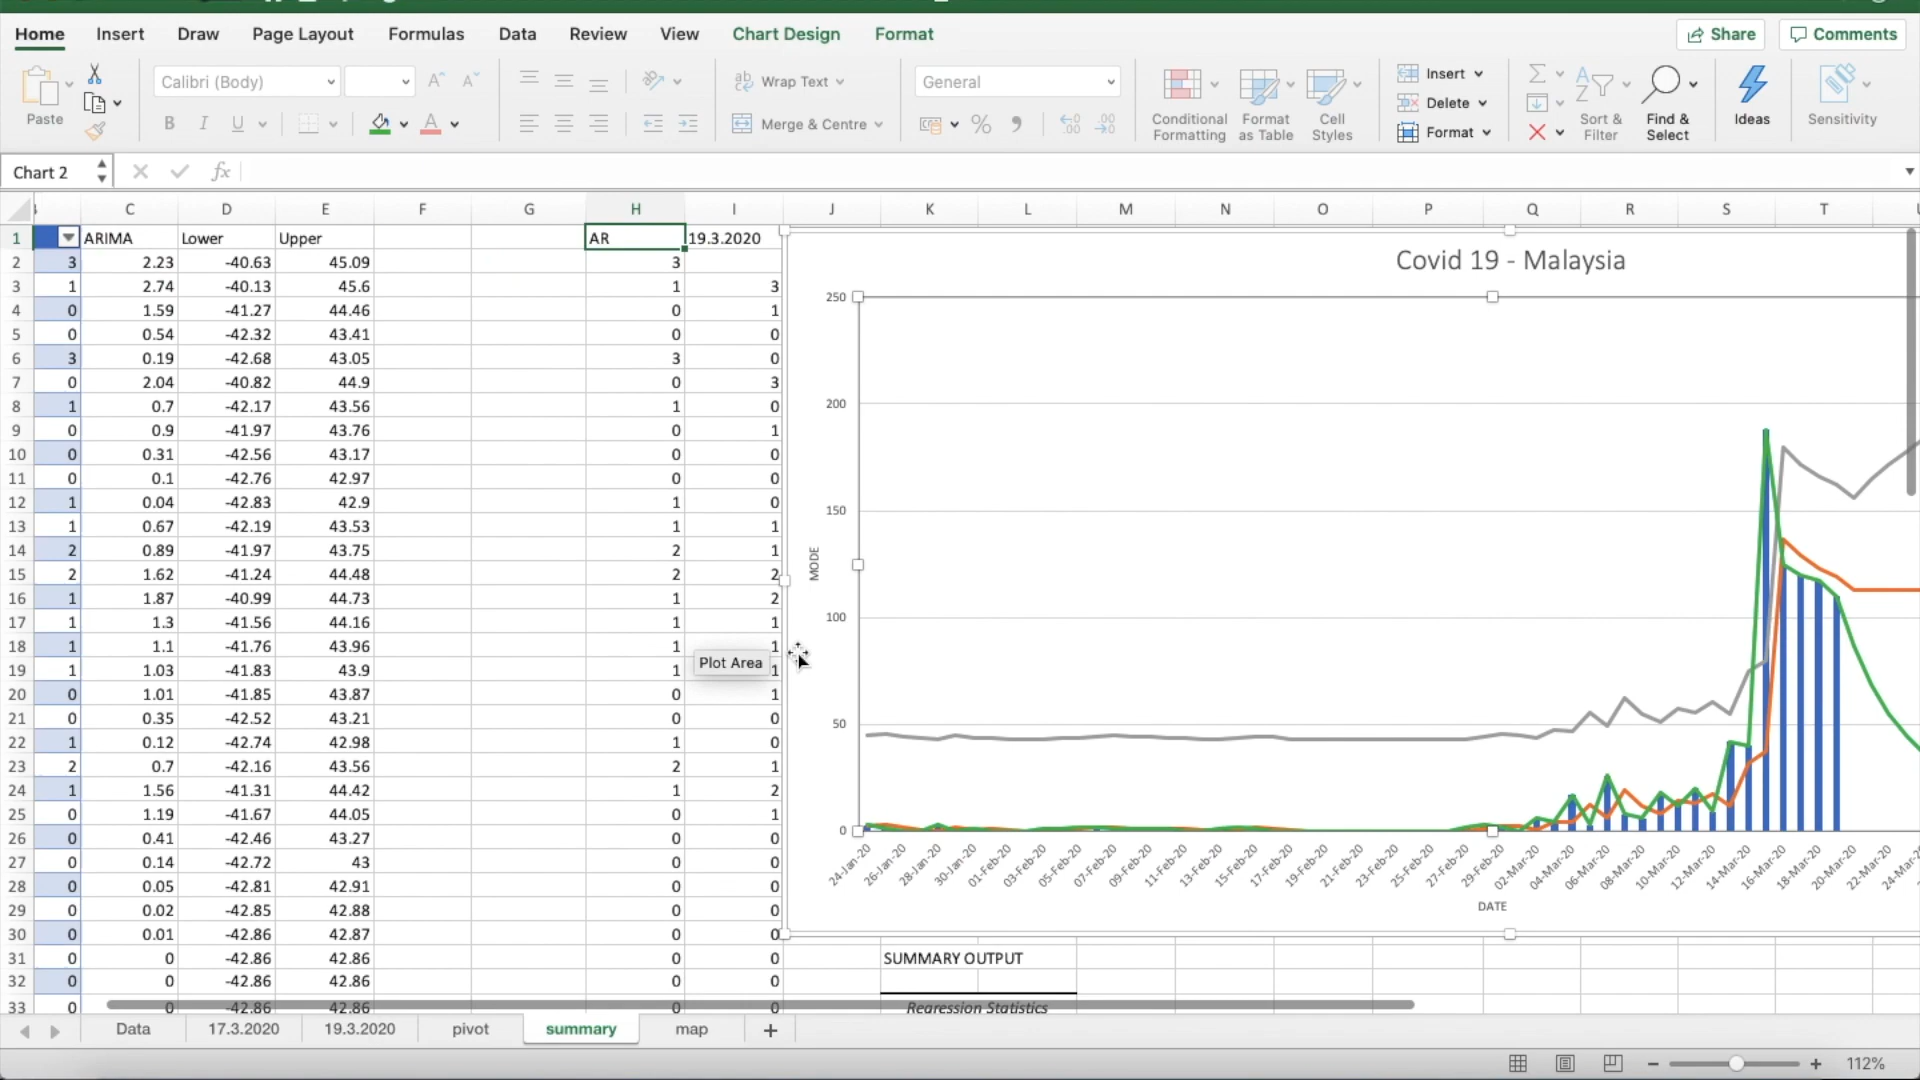 Home Insert Draw Page Layout Formulas Data Review View Chart Design Format Share Comments
Calibri (Body) Wrap Text General Insert
Paste Delete
B I U Merge & Centre % Conditional Formatting Format as Table Cell Styles Format Sort & Filter Find & Select Ideas Sensitivity
Chart 2 fx
C D E F G H I J K L M N O P Q R S T
1 ARIMA Lower Upper AR 19.3.2020
2 3 2.23 -40.63 45.09 3
3 1 2.74 -40.13 45.6 1 3
4 0 1.59 -41.27 44.46 0 1
5 0 0.54 -42.32 43.41 0 0
6 3 0.19 -42.68 43.05 3 0
7 0 2.04 -40.82 44.9 0 3
8 1 0.7 -42.17 43.56 1 0
9 0 0.9 -41.97 43.76 0 1
10 0 0.31 -42.56 43.17 0 0
11 0 0.1 -42.76 42.97 0 0
12 1 0.04 -42.83 42.9 1 0
13 1 0.67 -42.19 43.53 1 1
14 2 0.89 -41.97 43.75 2 1
15 2 1.62 -41.24 44.48 2 2
16 1 1.87 -40.99 44.73 1 2
17 1 1.3 -41.56 44.16 1 1
18 1 1.1 -41.76 43.96 1 1
19 1 1.03 -41.83 43.9 1 1
20 0 1.01 -41.85 43.87 0 1
21 0 0.35 -42.52 43.21 0 0
22 1 0.12 -42.74 42.98 1 0
23 2 0.7 -42.16 43.56 2 1
24 1 1.56 -41.31 44.42 1 2
25 0 1.19 -41.67 44.05 0 1
26 0 0.41 -42.46 43.27 0 0
27 0 0.14 -42.72 43 0 0
28 0 0.05 -42.81 42.91 0 0
29 0 0.02 -42.85 42.88 0 0
30 0 0.01 -42.86 42.87 0 0
31 0 0 -42.86 42.86 0 0
32 0 0 -42.86 42.86 0 0
33 0 0 -42.86 42.86 0 0
Plot Area
Covid 19 - Malaysia
250
200
150
100
50
0
MODE
24-Jan-20 26-Jan-20 28-Jan-20 30-Jan-20 01-Feb-20 03-Feb-20 05-Feb-20 07-Feb-20 09-Feb-20 11-Feb-20 13-Feb-20 15-Feb-20 17-Feb-20 19-Feb-20 21-Feb-20 23-Feb-20 25-Feb-20 27-Feb-20 29-Feb-20 02-Mar-20 04-Mar-20 06-Mar-20 08-Mar-20 10-Mar-20 12-Mar-20 14-Mar-20 16-Mar-20 18-Mar-20 20-Mar-20 22-Mar-20
DATE
SUMMARY OUTPUT
Regression Statistics
Data 17.3.2020 19.3.2020 pivot summary map
112%